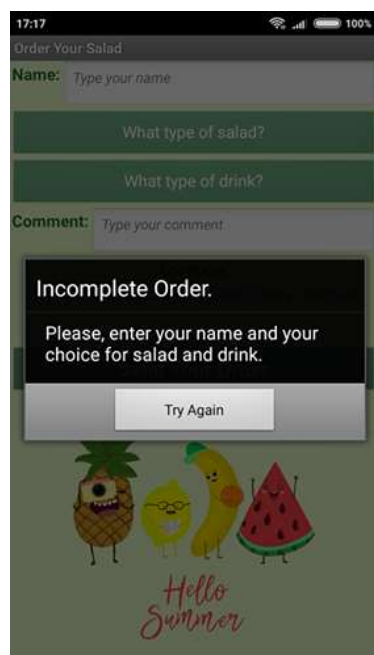 17:17 100%
Order Your Salad
Name: Type your name
What type of salad?
What type of drink?
Comment: Type your comment
Incomplete Order.
Please, enter your name and your
choice for salad and drink.
Try Again
Hello
Summer